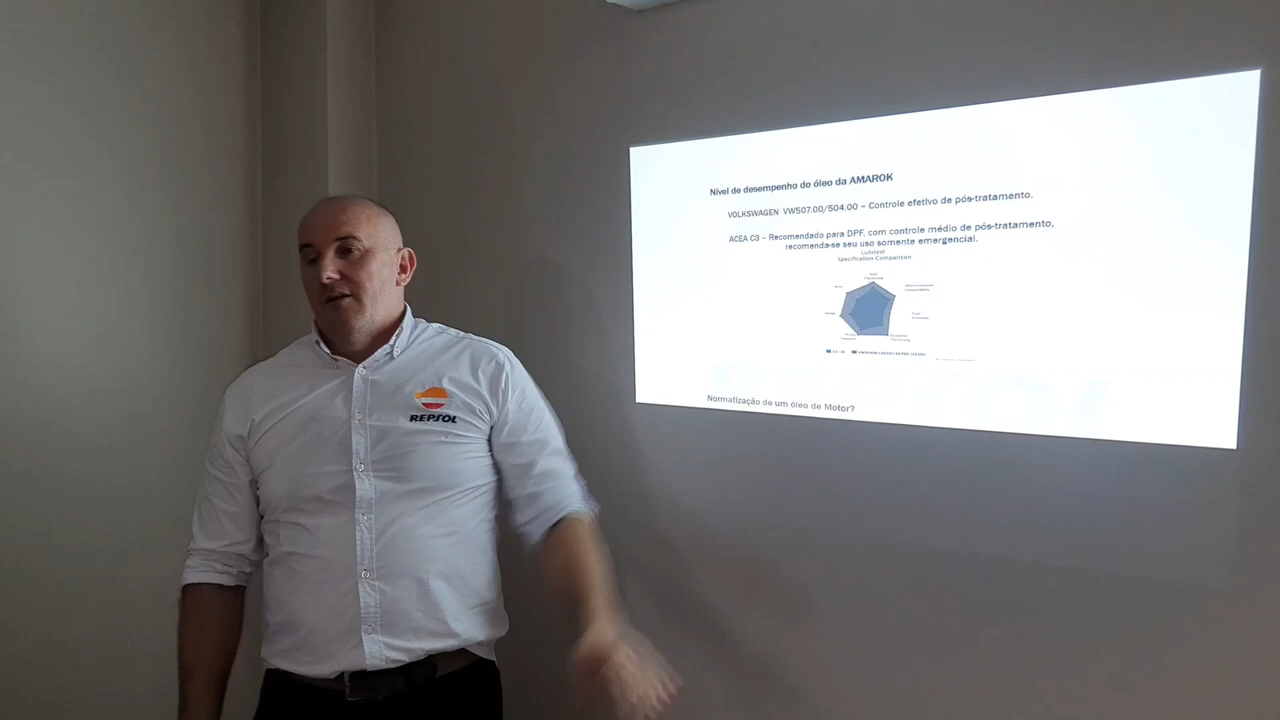 REPSOL
Nível de desempenho do óleo da AMAROK
VOLKSWAGEN VW507.00/504.00 – Controle efetivo de pós-tratamento.
ACEA C3 – Recomendado para DPF, com controle médio de pós-tratamento,
recomenda-se seu uso somente emergencial.
Lubrizol
Specification Comparison
Normatização de um óleo de Motor?